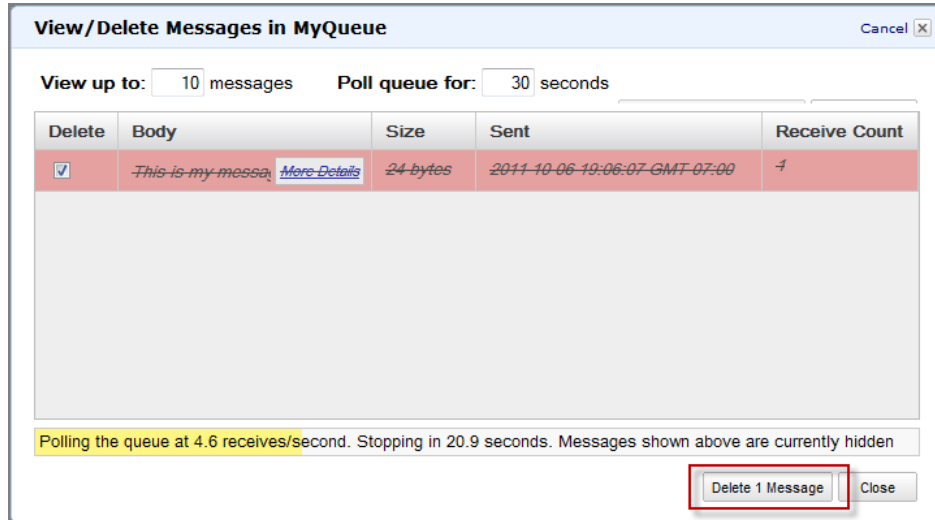 View/Delete Messages in MyQueue Cancel
View up to: 10 messages Poll queue for: 30 seconds
Delete Body Size Sent Receive Count
This is my messa More Details 24 bytes 2011-10-06 19:06:07 GMT-07:00 1
Polling the queue at 4.6 receives/second. Stopping in 20.9 seconds. Messages shown above are currently hidden
Delete 1 Message Close